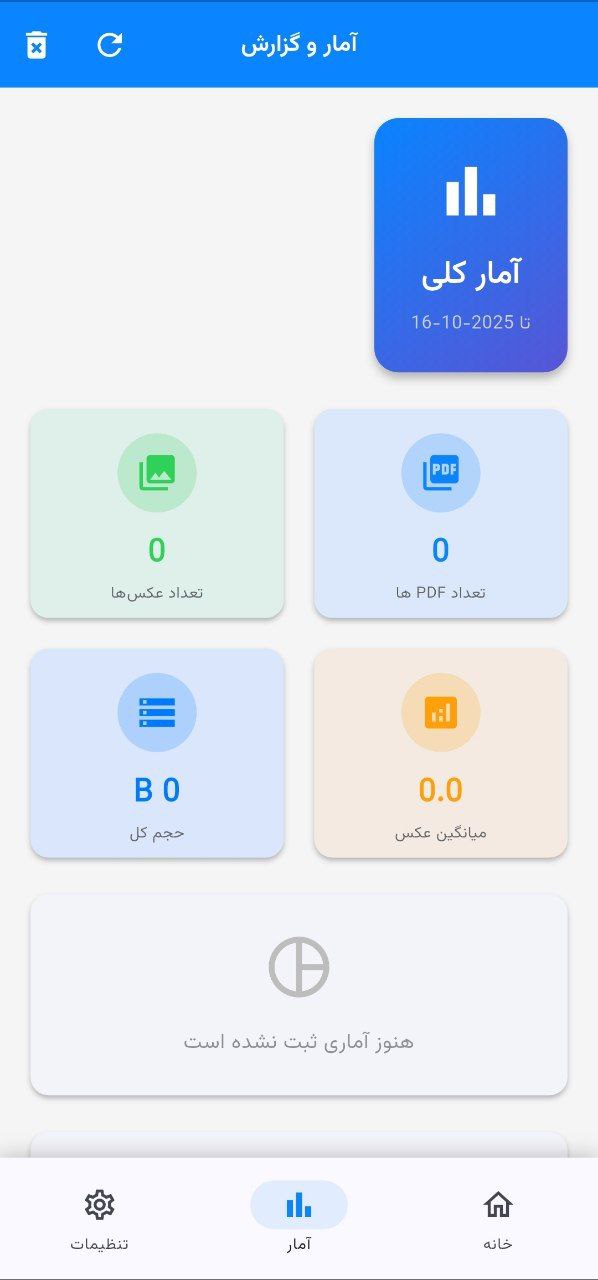 آمار و گزارش
آمار کلی
تا 2025-10-16
PDF
0
تعداد PDF ها
0
تعداد عکس‌ها
0.0
میانگین عکس
0 B
حجم کل
هنوز آماری ثبت نشده است
خانه
آمار
تنظیمات